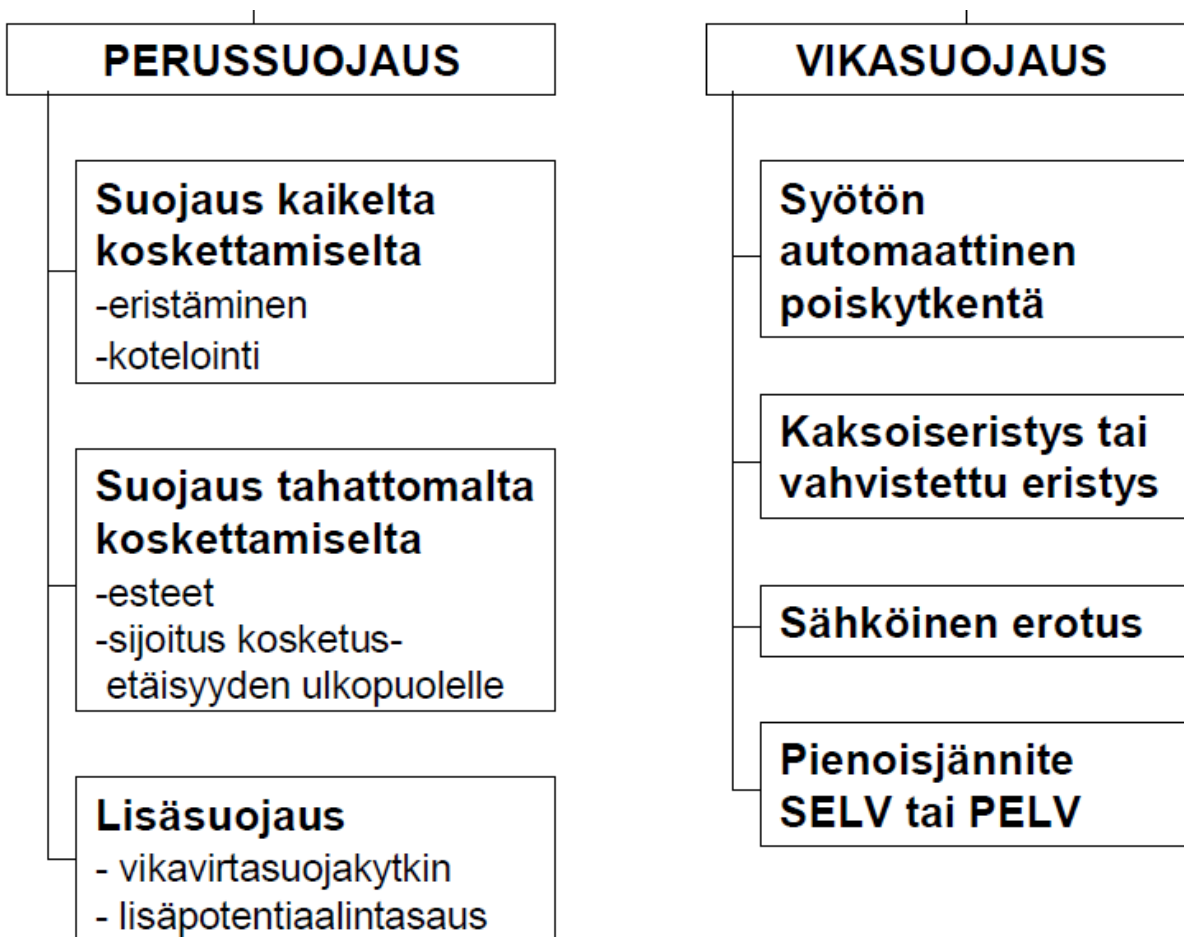 PERUSSUOJAUS
Suojaus kaikelta
koskettamiselta
-eristäminen
-kotelointi
Suojaus tahattomalta
koskettamiselta
-esteet
-sijoitus kosketus-
etäisyyden ulkopuolelle
Lisäsuojaus
- vikavirtasuojakytkin
- lisäpotentiaalintasaus
VIKASUOJAUS
Syötön
automaattinen
poiskytkentä
Kaksoiseristys tai
vahvistettu eristys
Sähköinen erotus
Pienoisjännite
SELV tai PELV